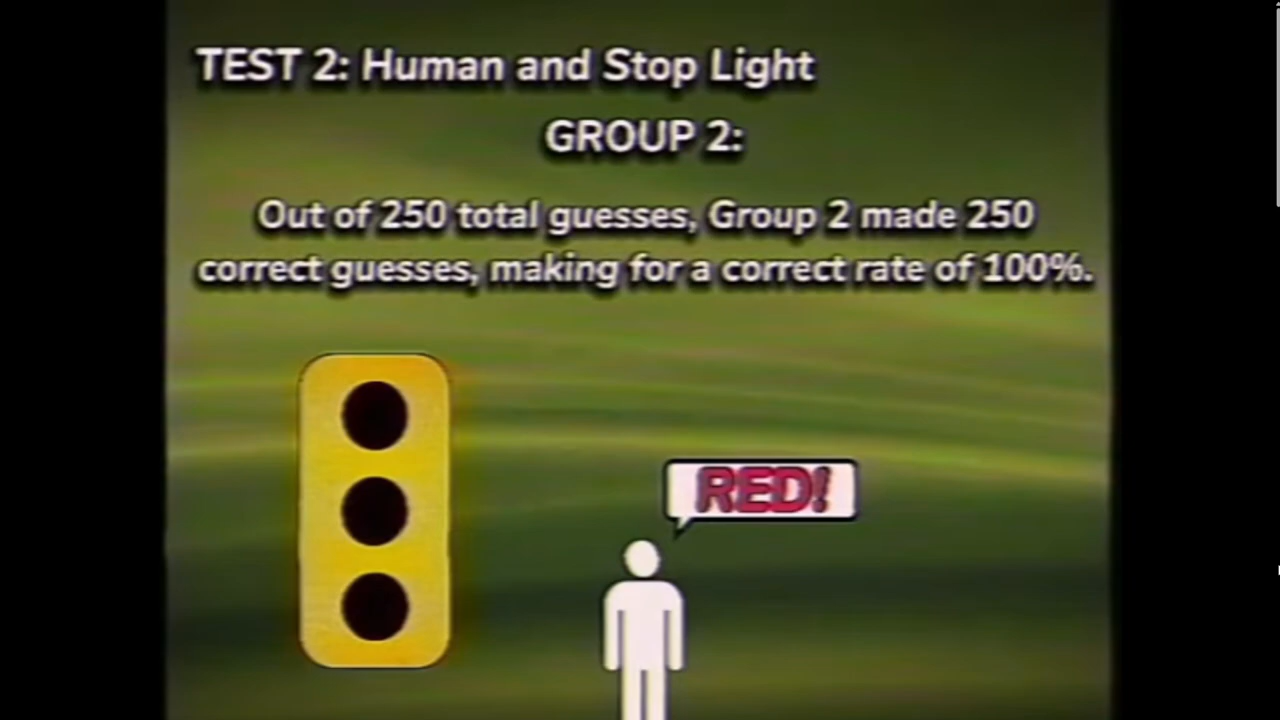 TEST 2: Human and Stop Light
GROUP 2:
Out of 250 total guesses, Group 2 made 250
correct guesses, making for a correct rate of 100%.
RED!